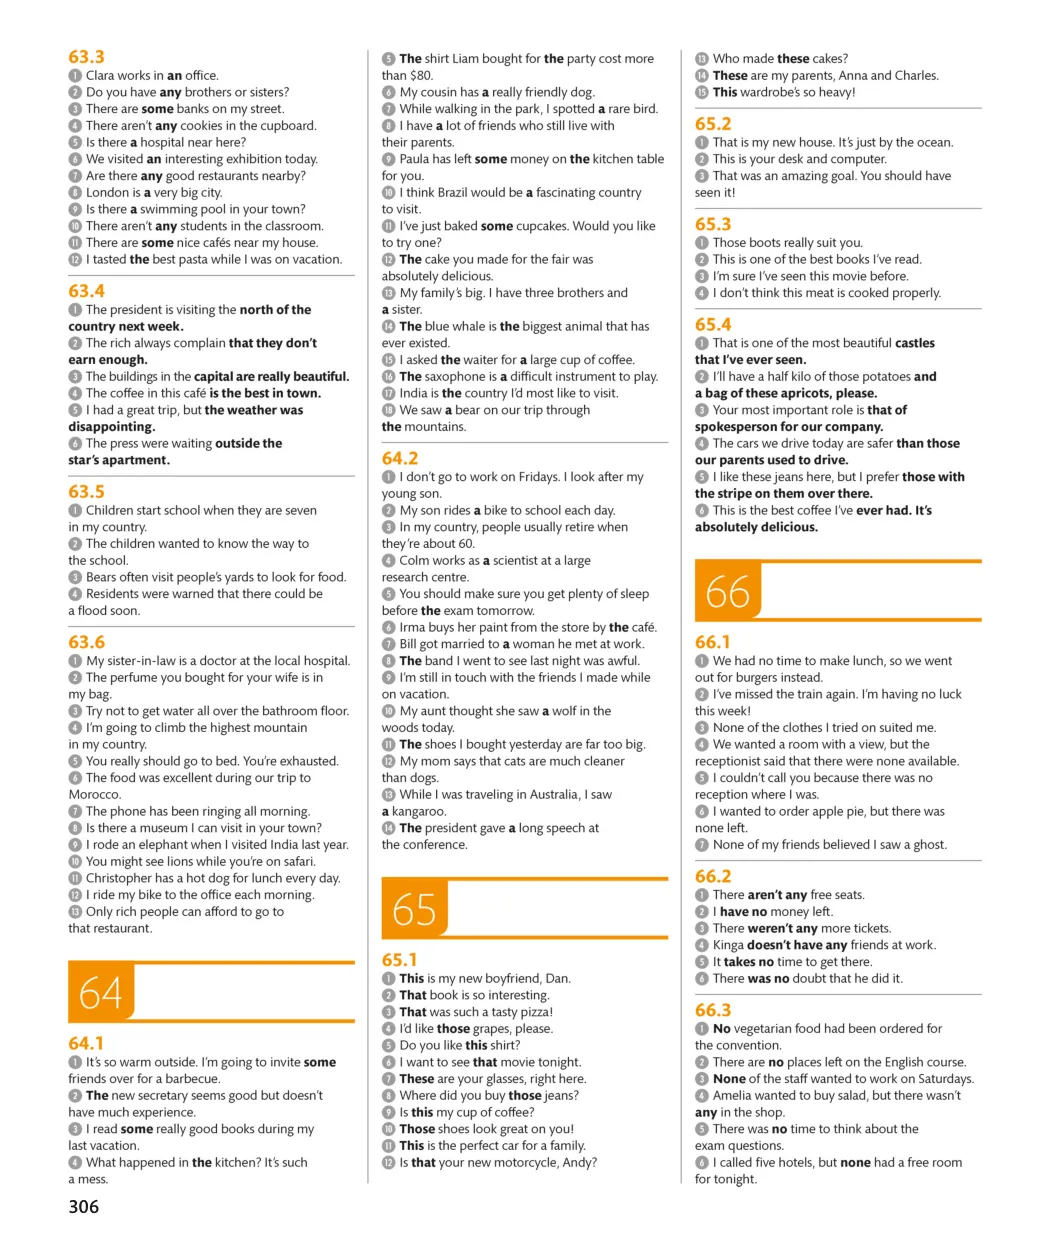 63.3
1 Clara works in an office.
2 Do you have any brothers or sisters?
3 There are some banks on my street.
4 There aren't any cookies in the cupboard.
5 Is there a hospital near here?
6 We visited an interesting exhibition today.
7 Are there any good restaurants nearby?
8 London is a very big city.
9 Is there a swimming pool in your town?
10 There aren't any students in the classroom.
11 There are some nice cafés near my house.
12 I tasted the best pasta while I was on vacation.
63.4
1 The president is visiting the north of the
country next week.
2 The rich always complain that they don't
earn enough.
3 The buildings in the capital are really beautiful.
4 The coffee in this café is the best in town.
5 I had a great trip, but the weather was
disappointing.
6 The press were waiting outside the
star's apartment.
63.5
1 Children start school when they are seven
in my country.
2 The children wanted to know the way to
the school.
3 Bears often visit people's yards to look for food.
4 Residents were warned that there could be
a flood soon.
63.6
1 My sister-in-law is a doctor at the local hospital.
2 The perfume you bought for your wife is in
my bag.
3 Try not to get water all over the bathroom floor.
4 I'm going to climb the highest mountain
in my country.
5 You really should go to bed. You're exhausted.
6 The food was excellent during our trip to
Morocco.
7 The phone has been ringing all morning.
8 Is there a museum I can visit in your town?
9 I rode an elephant when I visited India last year.
10 You might see lions while you're on safari.
11 Christopher has a hot dog for lunch every day.
12 I ride my bike to the office each morning.
13 Only rich people can afford to go to
that restaurant.
64
64.1
1 It's so warm outside. I'm going to invite some
friends over for a barbecue.
2 The new secretary seems good but doesn't
have much experience.
3 I read some really good books during my
last vacation.
4 What happened in the kitchen? It's such
a mess.
306
5 The shirt Liam bought for the party cost more
than $80.
6 My cousin has a really friendly dog.
7 While walking in the park, I spotted a rare bird.
8 I have a lot of friends who still live with
their parents.
9 Paula has left some money on the kitchen table
for you.
10 I think Brazil would be a fascinating country
to visit.
11 I've just baked some cupcakes. Would you like
to try one?
12 The cake you made for the fair was
absolutely delicious.
13 My family's big. I have three brothers and
a sister.
14 The blue whale is the biggest animal that has
ever existed.
15 I asked the waiter for a large cup of coffee.
16 The saxophone is a difficult instrument to play.
17 India is the country I'd most like to visit.
18 We saw a bear on our trip through
the mountains.
64.2
1 I don't go to work on Fridays. I look after my
young son.
2 My son rides a bike to school each day.
3 In my country, people usually retire when
they're about 60.
4 Colm works as a scientist at a large
research centre.
5 You should make sure you get plenty of sleep
before the exam tomorrow.
6 Irma buys her paint from the store by the café.
7 Bill got married to a woman he met at work.
8 The band I went to see last night was awful.
9 I'm still in touch with the friends I made while
on vacation.
10 My aunt thought she saw a wolf in the
woods today.
11 The shoes I bought yesterday are far too big.
12 My mom says that cats are much cleaner
than dogs.
13 While I was traveling in Australia, I saw
a kangaroo.
14 The president gave a long speech at
the conference.
65
65.1
1 This is my new boyfriend, Dan.
2 That book is so interesting.
3 That was such a tasty pizza!
4 I'd like those grapes, please.
5 Do you like this shirt?
6 I want to see that movie tonight.
7 These are your glasses, right here.
8 Where did you buy those jeans?
9 Is this my cup of coffee?
10 Those shoes look great on you!
11 This is the perfect car for a family.
12 Is that your new motorcycle, Andy?
13 Who made these cakes?
14 These are my parents, Anna and Charles.
15 This wardrobe's so heavy!
65.2
1 That is my new house. It's just by the ocean.
2 This is your desk and computer.
3 That was an amazing goal. You should have
seen it!
65.3
1 Those boots really suit you.
2 This is one of the best books I've read.
3 I'm sure I've seen this movie before.
4 I don't think this meat is cooked properly.
65.4
1 That is one of the most beautiful castles
that I've ever seen.
2 I'll have a half kilo of those potatoes and
a bag of these apricots, please.
3 Your most important role is that of
spokesperson for our company.
4 The cars we drive today are safer than those
our parents used to drive.
5 I like these jeans here, but I prefer those with
the stripe on them over there.
6 This is the best coffee I've ever had. It's
absolutely delicious.
66
66.1
1 We had no time to make lunch, so we went
out for burgers instead.
2 I've missed the train again. I'm having no luck
this week!
3 None of the clothes I tried on suited me.
4 We wanted a room with a view, but the
receptionist said that there were none available.
5 I couldn't call you because there was no
reception where I was.
6 I wanted to order apple pie, but there was
none left.
7 None of my friends believed I saw a ghost.
66.2
1 There aren't any free seats.
2 I have no money left.
3 There weren't any more tickets.
4 Kinga doesn't have any friends at work.
5 It takes no time to get there.
6 There was no doubt that he did it.
66.3
1 No vegetarian food had been ordered for
the convention.
2 There are no places left on the English course.
3 None of the staff wanted to work on Saturdays.
4 Amelia wanted to buy salad, but there wasn't
any in the shop.
5 There was no time to think about the
exam questions.
6 I called five hotels, but none had a free room
for tonight.